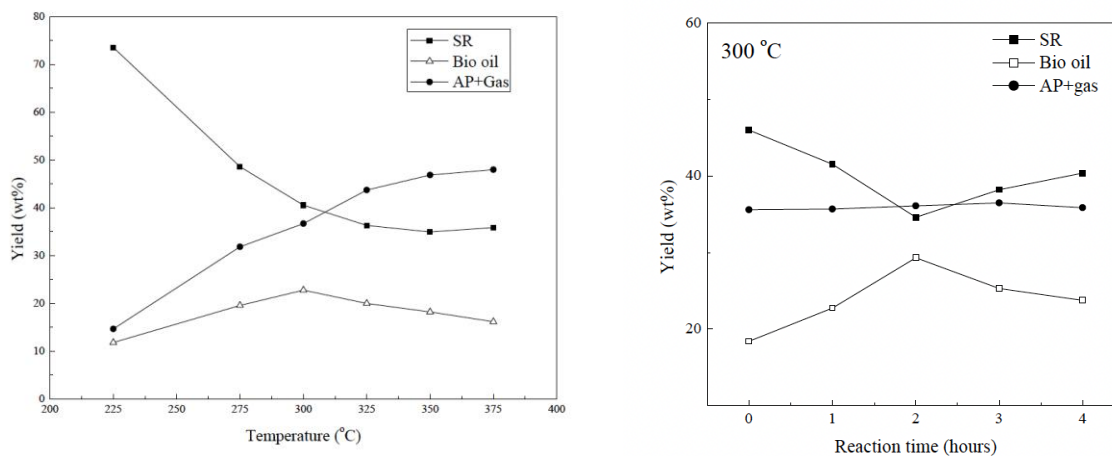 80
70
60
50
40
30
20
10
0
Yield (wt%)
200 225 250 275 300 325 350 375 400
Temperature (°C)
SR
Bio oil
AP+Gas
300 °C
60
40
20
Yield (wt%)
0 1 2 3 4
Reaction time (hours)
SR
Bio oil
AP+gas